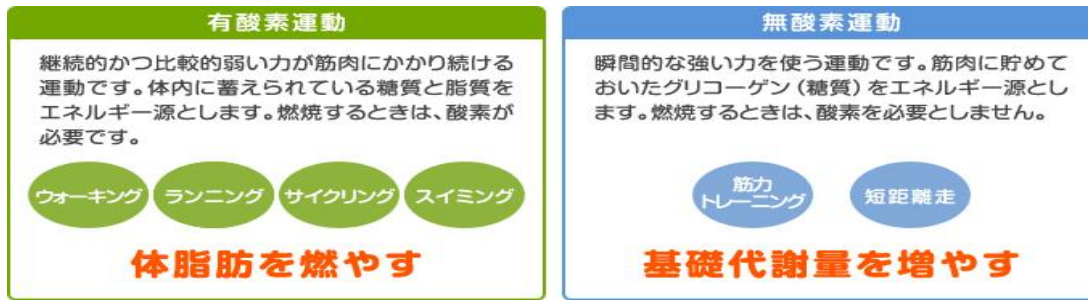 有酸素運動
継続的かつ比較的弱い力が筋肉にかかり続ける
運動です。体内に蓄えられている糖質と脂質を
エネルギー源とします。燃焼するときは、酸素が
必要です。
ウォーキング
ランニング
サイクリング
スイミング
体脂肪を燃やす
無酸素運動
瞬間的な強い力を使う運動です。筋肉に貯めて
おいたグリコーゲン（糖質）をエネルギー源とし
ます。燃焼するときは、酸素を必要としません。
筋力
トレーニング
短距離走
基礎代謝量を増やす